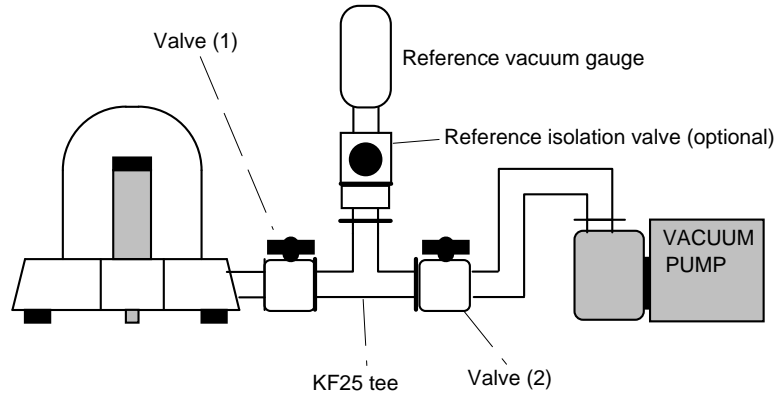 Valve (1)
Reference vacuum gauge
Reference isolation valve (optional)
VACUUM
PUMP
KF25 tee
Valve (2)